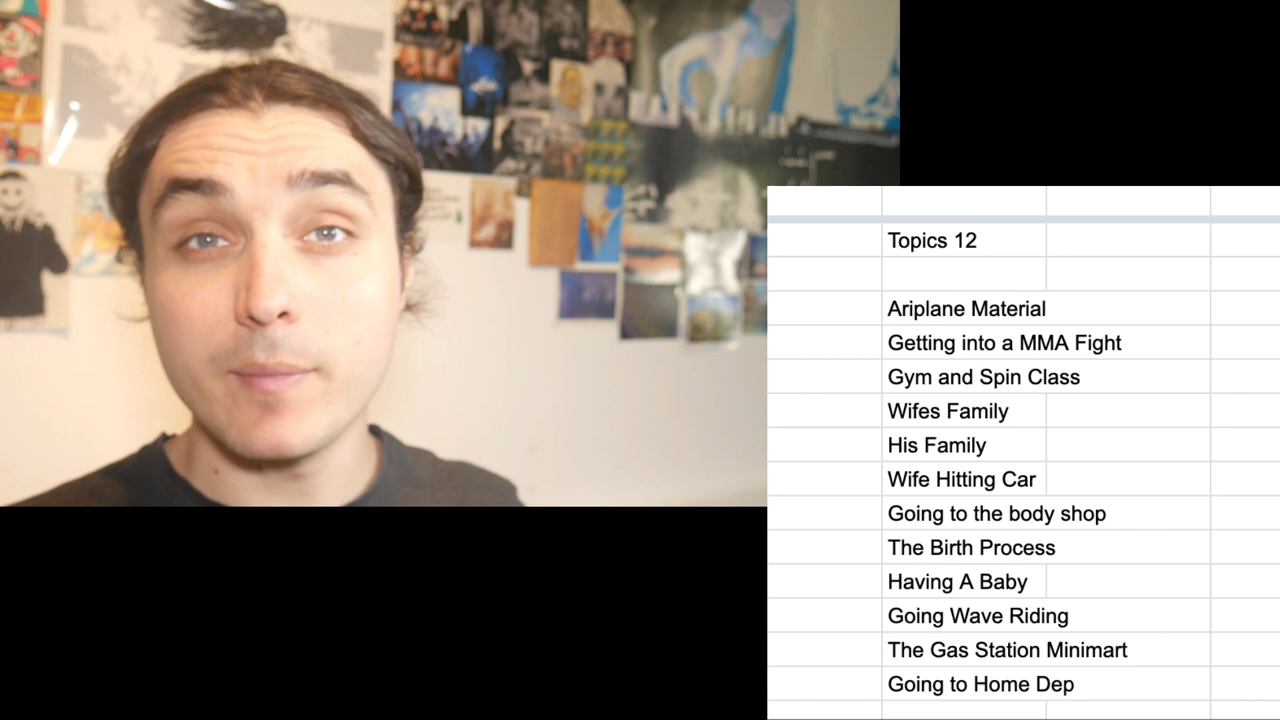 Topics 12
Ariplane Material
Getting into a MMA Fight
Gym and Spin Class
Wifes Family
His Family
Wife Hitting Car
Going to the body shop
The Birth Process
Having A Baby
Going Wave Riding
The Gas Station Minimart
Going to Home Dep